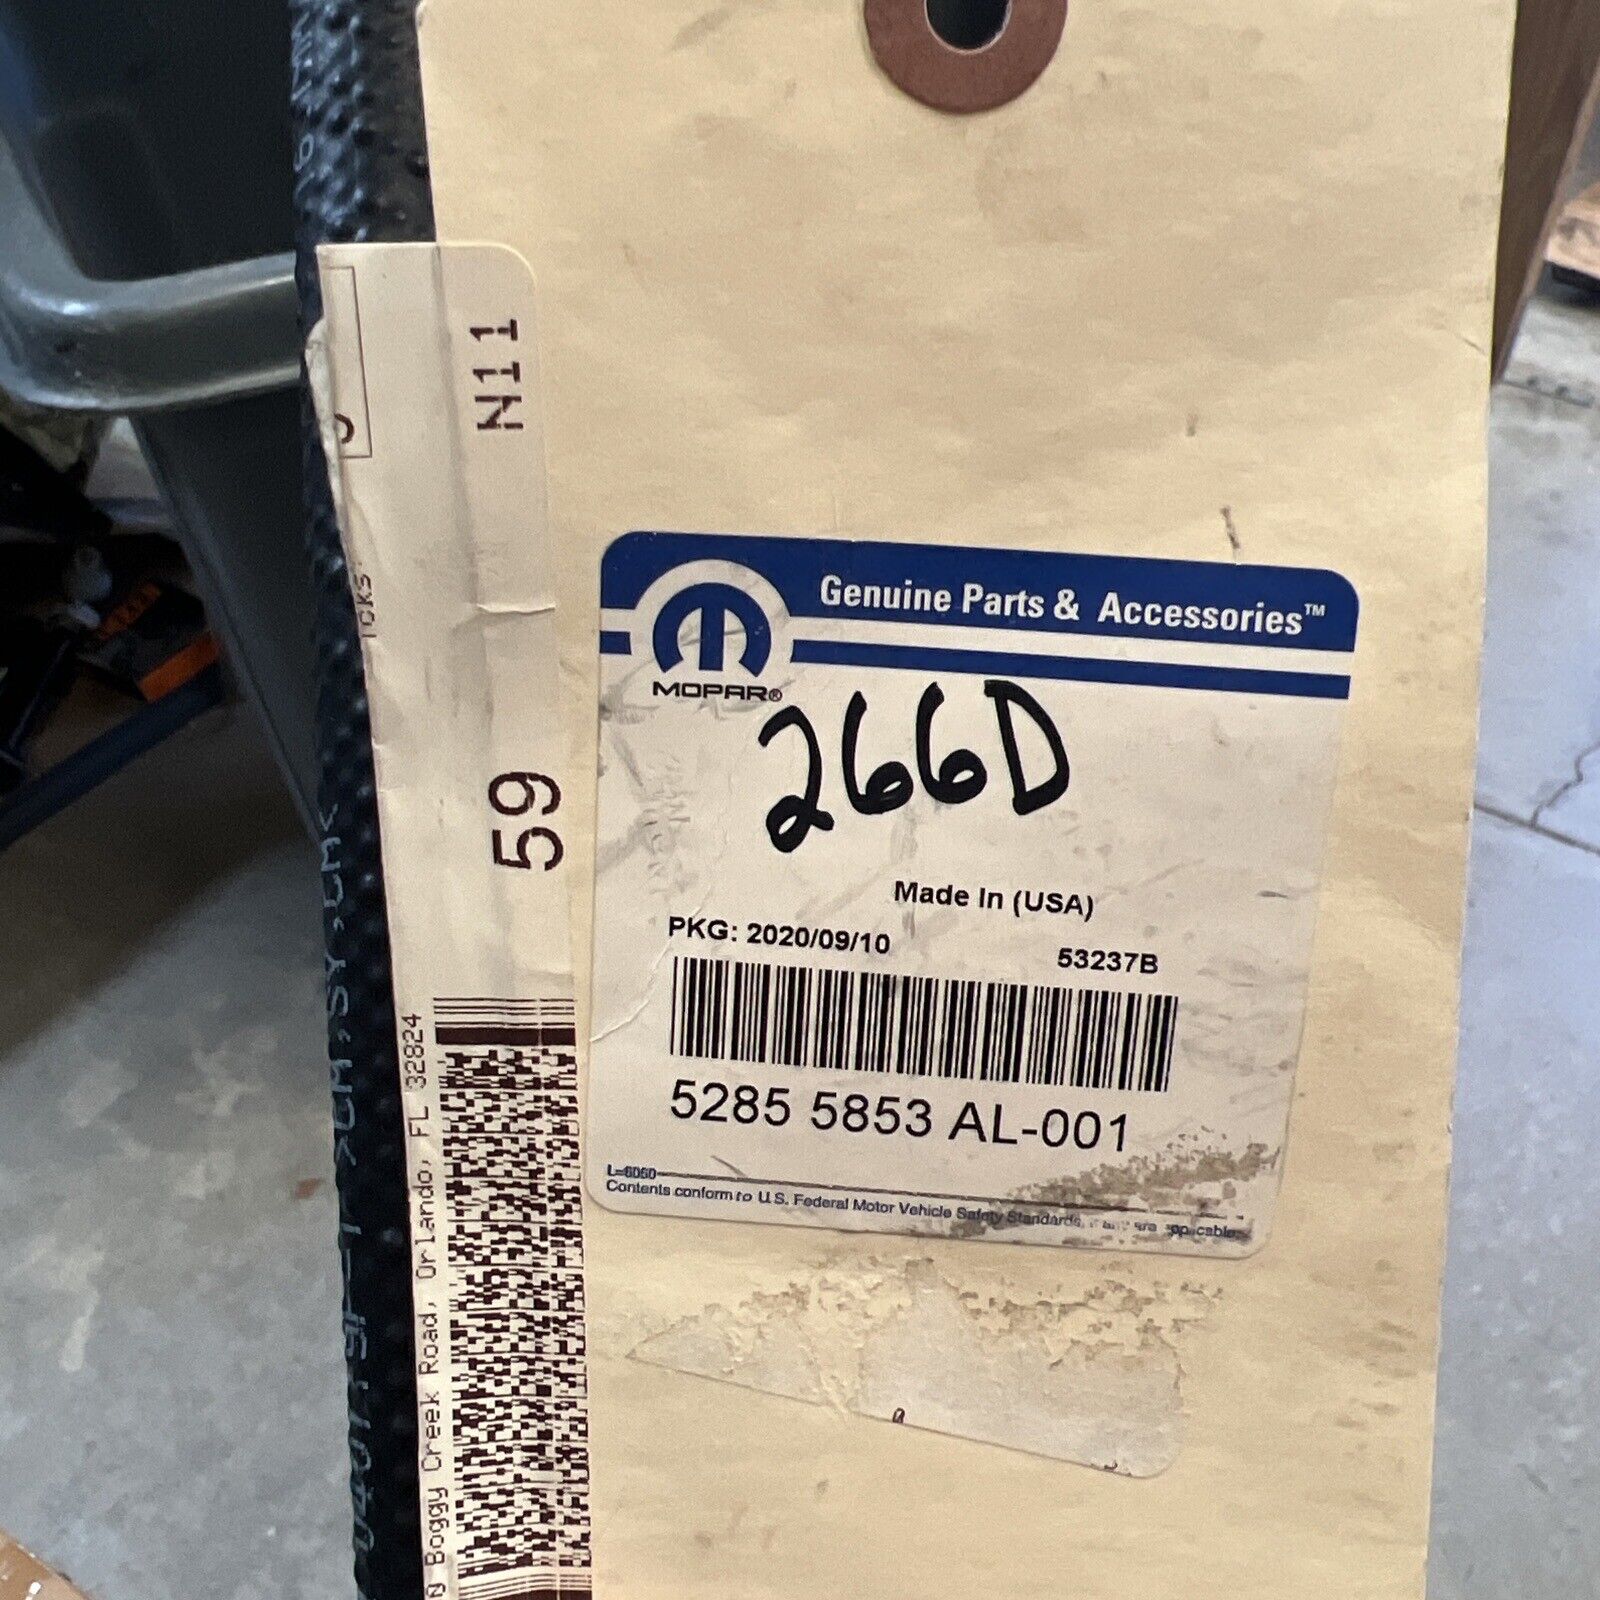 N11
59
Boggy Creek Road, Orlando, FL 32824
Genuine Parts & Accessories™
MOPAR®
266D
Made In (USA)
PKG: 2020/09/10
53237B
5285 5853 AL-001
L=6060
Contents conform to U.S. Federal Motor Vehicle Safety Standards,